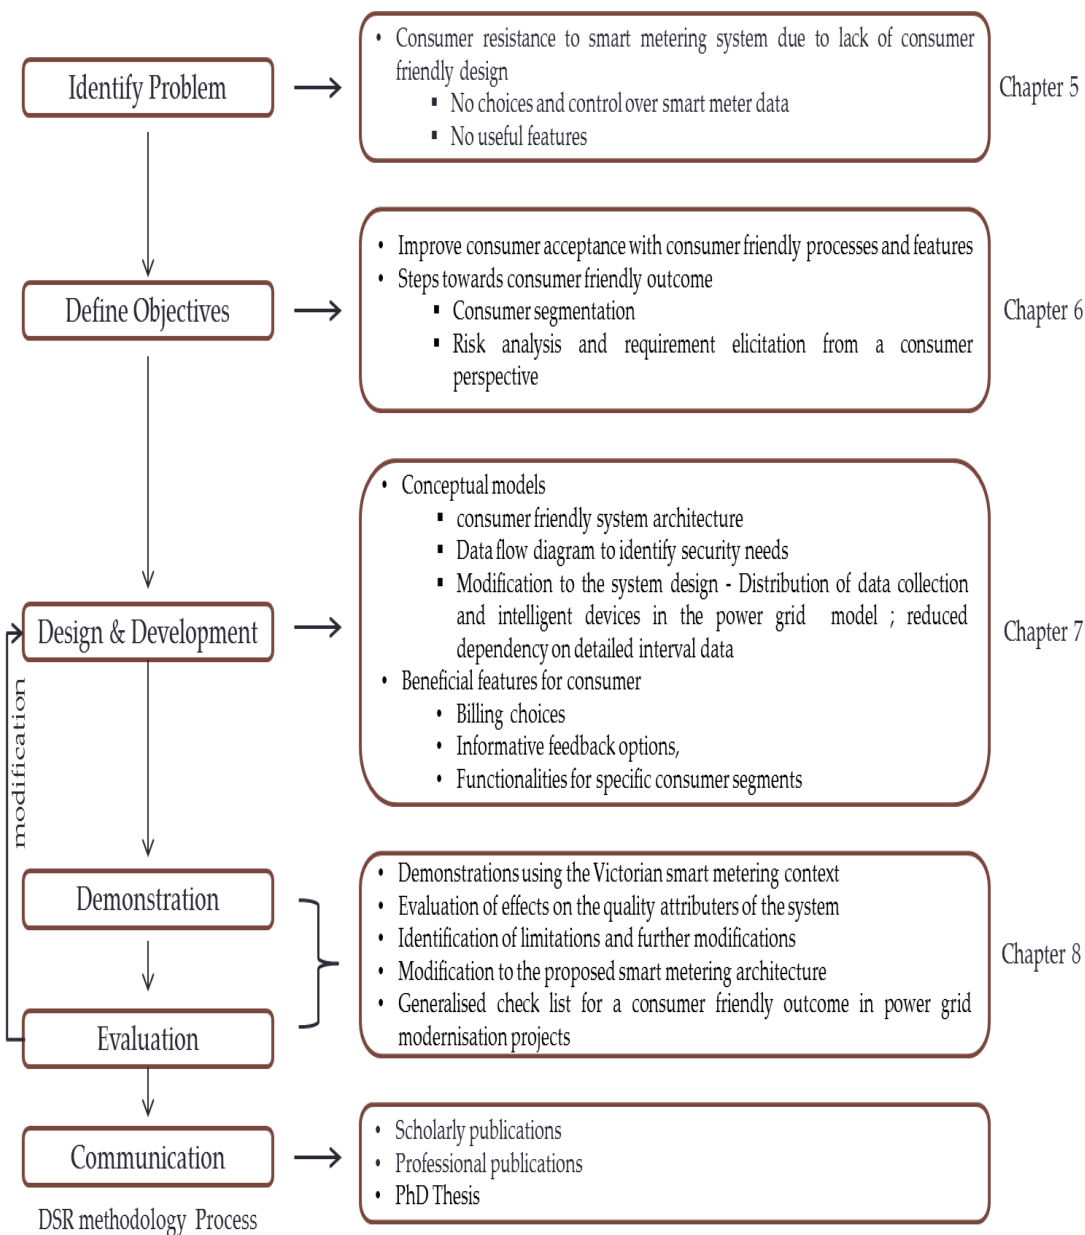 Identify Problem
• Consumer resistance to smart metering system due to lack of consumer
friendly design
▪ No choices and control over smart meter data
▪ No useful features
Chapter 5
Define Objectives
• Improve consumer acceptance with consumer friendly processes and features
• Steps towards consumer friendly outcome
▪ Consumer segmentation
▪ Risk analysis and requirement elicitation from a consumer
perspective
Chapter 6
Design & Development
• Conceptual models
▪ consumer friendly system architecture
▪ Data flow diagram to identify security needs
▪ Modification to the system design - Distribution of data collection
and intelligent devices in the power grid model ; reduced
dependency on detailed interval data
• Beneficial features for consumer
• Billing choices
• Informative feedback options,
• Functionalities for specific consumer segments
Chapter 7
modification
Demonstration
Evaluation
• Demonstrations using the Victorian smart metering context
• Evaluation of effects on the quality attributers of the system
• Identification of limitations and further modifications
• Modification to the proposed smart metering architecture
• Generalised check list for a consumer friendly outcome in power grid
modernisation projects
Chapter 8
Communication
• Scholarly publications
• Professional publications
• PhD Thesis
DSR methodology Process